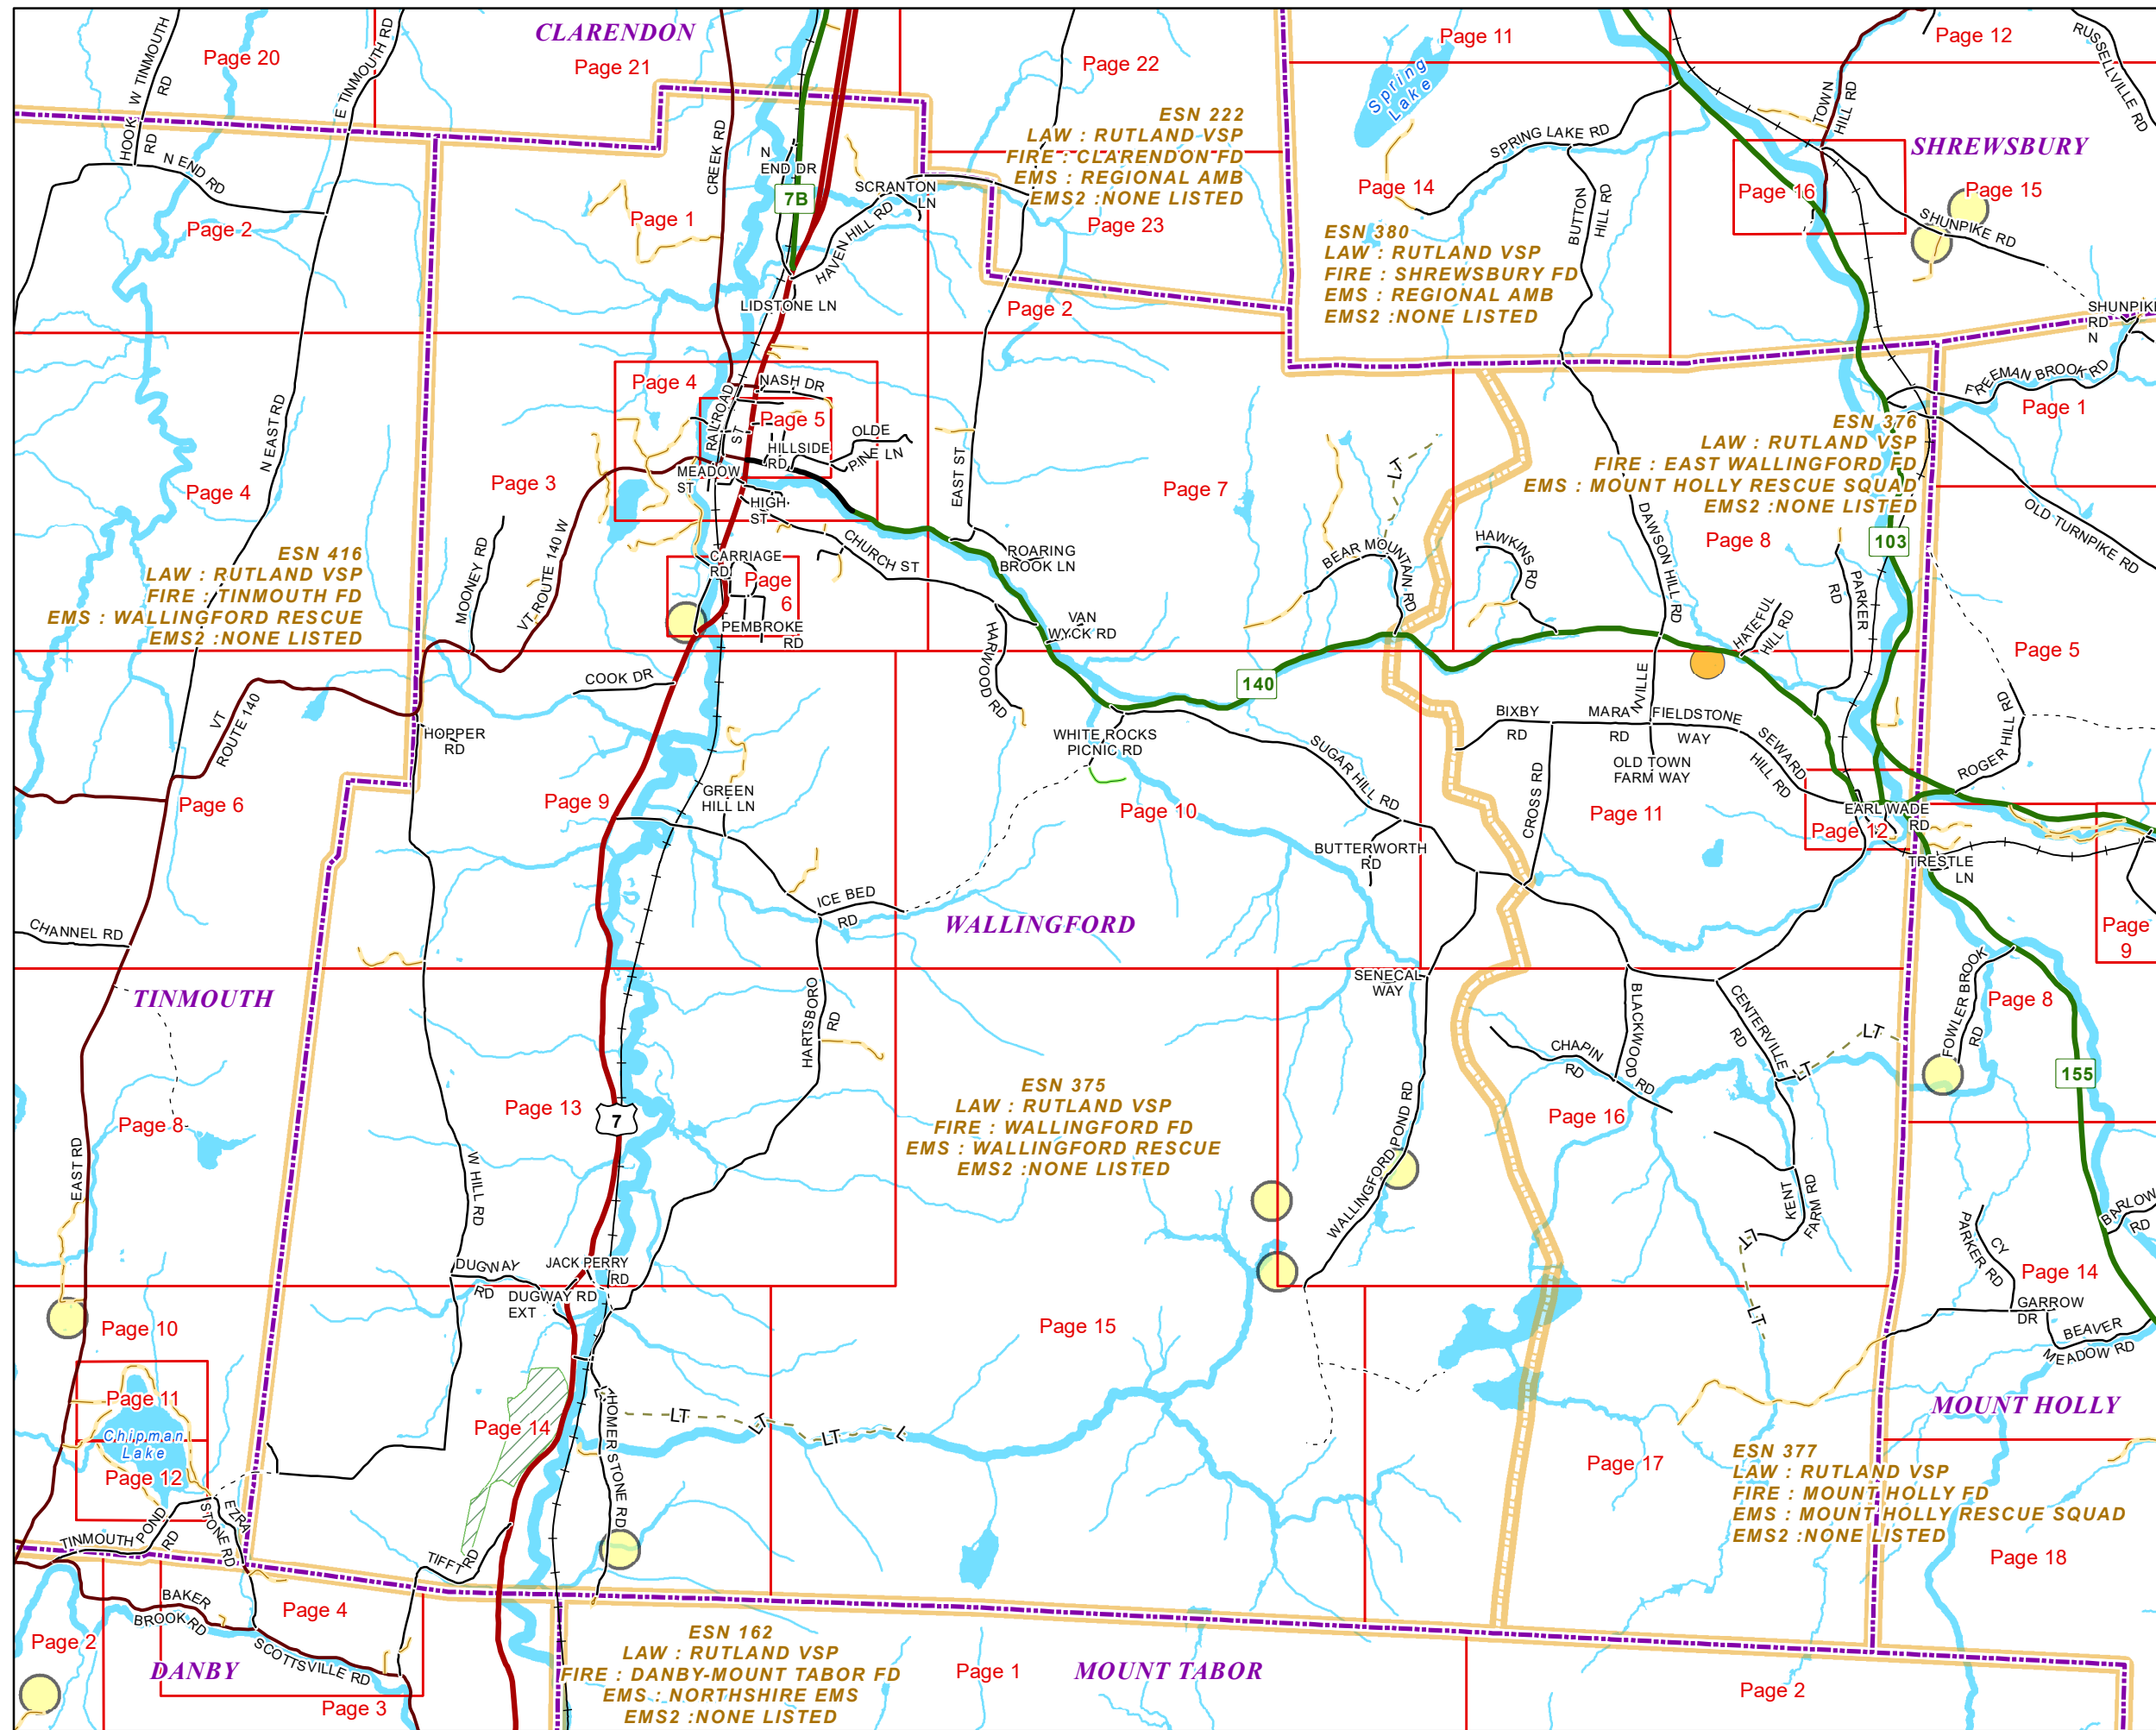 CLARENDON
Page 20
Page 21
Page 22
Page 11
Page 12
W TINMOUTH
RD
E TINMOUTH RD
HOOK
RD
N END RD
Page 2
CREEK RD
N
END DR
7B
SCRANTON
LN
HAVEN HILL RD
LIDSTONE LN
Page 1
ESN 222
LAW : RUTLAND VSP
FIRE : CLARENDON FD
EMS : REGIONAL AMB
EMS2 :NONE LISTED
Page 23
Page 2
Spring
Lake
Page 14
SPRING LAKE RD
BUTTON
HILL RD
TOWN
HILL RD
RUSSELLVILLE RD
SHREWSBURY
Page 16
Page 15
SHUNPIKE RD
ESN 380
LAW : RUTLAND VSP
FIRE : SHREWSBURY FD
EMS : REGIONAL AMB
EMS2 :NONE LISTED
SHUNPIKE
RD
N
FREEMAN BROOK RD
Page 1
ESN 376
LAW : RUTLAND VSP
FIRE : EAST WALLINGFORD FD
EMS : MOUNT HOLLY RESCUE SQUAD
EMS2 :NONE LISTED
N EAST RD
Page 4
Page 3
Page 4
NASH DR
Page 5
RAILROAD
ST
HILLSIDE
RD
OLDE
PINE LN
MEADOW
ST
HIGH
ST
EAST ST
Page 7
LT
CHURCH ST
ROARING
BROOK LN
BEAR MOUNTAIN RD
HAWKINS RD
DAWSON HILL RD
Page 8
103
OLD TURNPIKE RD
PARKER
RD
ESN 416
LAW : RUTLAND VSP
FIRE : TINMOUTH FD
EMS : WALLINGFORD RESCUE
EMS2 :NONE LISTED
MOONEY RD
VT ROUTE 140 W
CARRIAGE
RD
Page
6
PEMBROKE
RD
VAN
WYCK RD
HARWOOD RD
HATEFUL
HILL RD
Page 5
COOK DR
140
VT
ROUTE 140
HOPPER
RD
WHITE ROCKS
PICNIC RD
SUGAR HILL RD
BIXBY
RD
MARA
RD
FIELDSTONE
WAY
OLD TOWN
FARM WAY
SEWARD
HILL RD
ROGER HILL RD
Page 6
Page 9
GREEN
HILL LN
Page 10
CROSS RD
Page 11
EARL WADE
RD
Page 12
BUTTERWORTH
RD
TRESTLE
LN
ICE BED
RD
CHANNEL RD
WALLINGFORD
Page
9
TINMOUTH
HARTSBORO
RD
SENECAL
WAY
BLACKWOOD
RD
CENTERVILLE
RD
LT
LT
FOWLER BROOK
RD
Page 8
CHAPIN
RD
155
Page 8
EAST RD
Page 13
7
ESN 375
LAW : RUTLAND VSP
FIRE : WALLINGFORD FD
EMS : WALLINGFORD RESCUE
EMS2 :NONE LISTED
WALLINGFORD POND RD
Page 16
KENT
FARM RD
W HILL RD
LT
CY
PARKER RD
BARLOW
RD
DUGWAY
RD
JACK PERRY
RD
DUGWAY RD
EXT
Page 14
GARROW
DR
BEAVER
MEADOW RD
Page 10
Page 15
LT
Page 11
Chipman
Lake
Page 12
Page 14
HOMER STONE RD
LT
LT
LT
MOUNT HOLLY
Page 17
ESN 377
LAW : RUTLAND VSP
FIRE : MOUNT HOLLY FD
EMS : MOUNT HOLLY RESCUE SQUAD
EMS2 :NONE LISTED
TINMOUTH
POND
RD
EZRA
STONE RD
TIFFT RD
Page 18
BAKER
BROOK RD
Page 4
Page 2
DANBY
SCOTTSVILLE RD
Page 3
ESN 162
LAW : RUTLAND VSP
FIRE : DANBY-MOUNT TABOR FD
EMS : NORTHSHIRE EMS
EMS2 :NONE LISTED
Page 1
MOUNT TABOR
Page 2